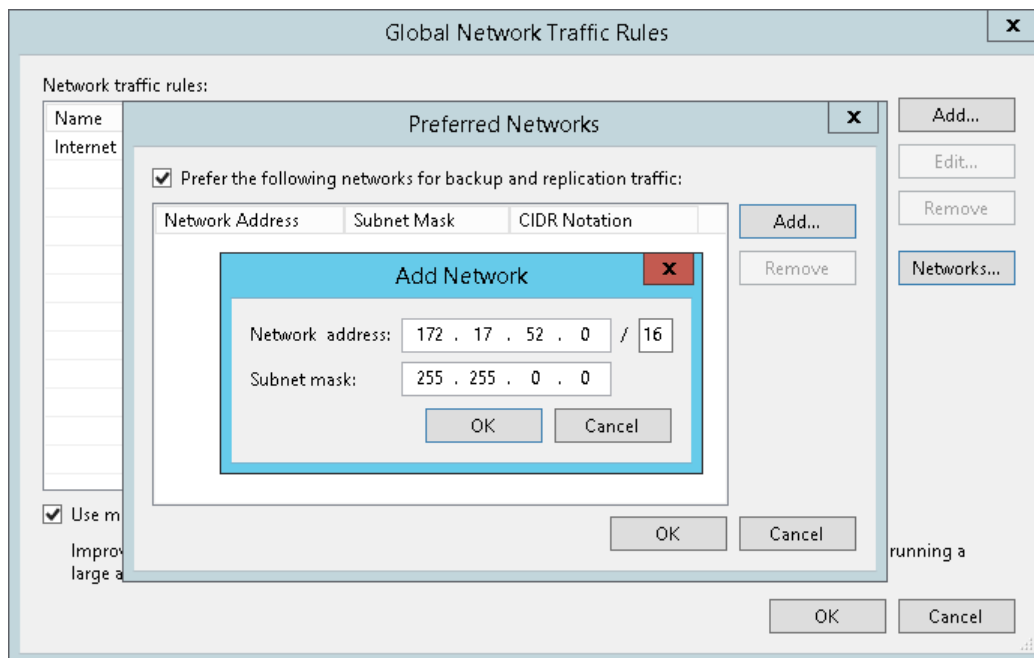 Global Network Traffic Rules
X
Network traffic rules:
Name
Internet
Add...
Edit...
Remove
Networks...
Preferred Networks
X
Prefer the following networks for backup and replication traffic:
Network Address Subnet Mask CIDR Notation
Add...
Remove
Add Network
X
Network address: 172 . 17 . 52 . 0 / 16
Subnet mask: 255 . 255 . 0 . 0
OK Cancel
OK Cancel
Use
running a
large
OK Cancel